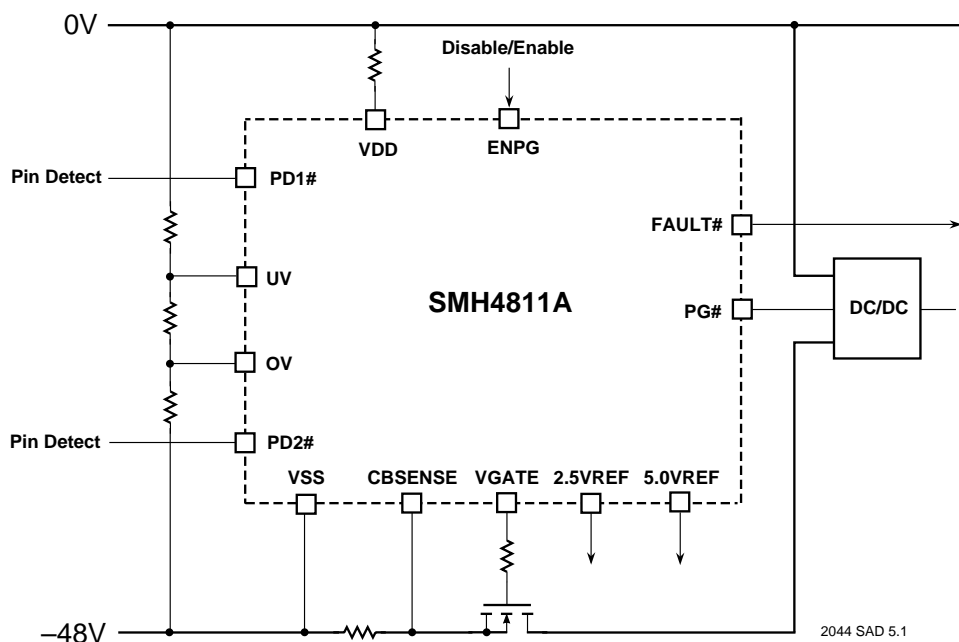 0V
Disable/Enable
VDD
ENPG
Pin Detect
PD1#
FAULT#
UV
SMH4811A
PG#
DC/DC
OV
Pin Detect
PD2#
VSS
CBSENSE
VGATE
2.5VREF
5.0VREF
–48V
2044 SAD 5.1